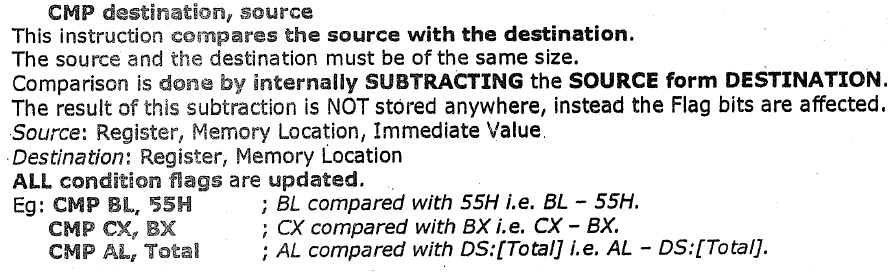 CMP destination, source
This instruction compares the source with the destination.
The source and the destination must be of the same size.
Comparison is done by internally SUBTRACTING the SOURCE form DESTINATION.
The result of this subtraction is NOT stored anywhere, instead the Flag bits are affected.
Source: Register, Memory Location, Immediate Value
Destination: Register, Memory Location
ALL condition flags are updated.
Eg: CMP BL, 55H ; BL compared with 55H i.e. BL – 55H.
CMP CX, BX ; CX compared with BX i.e. CX – BX.
CMP AL, Total ; AL compared with DS:[Total] i.e. AL – DS:[Total].